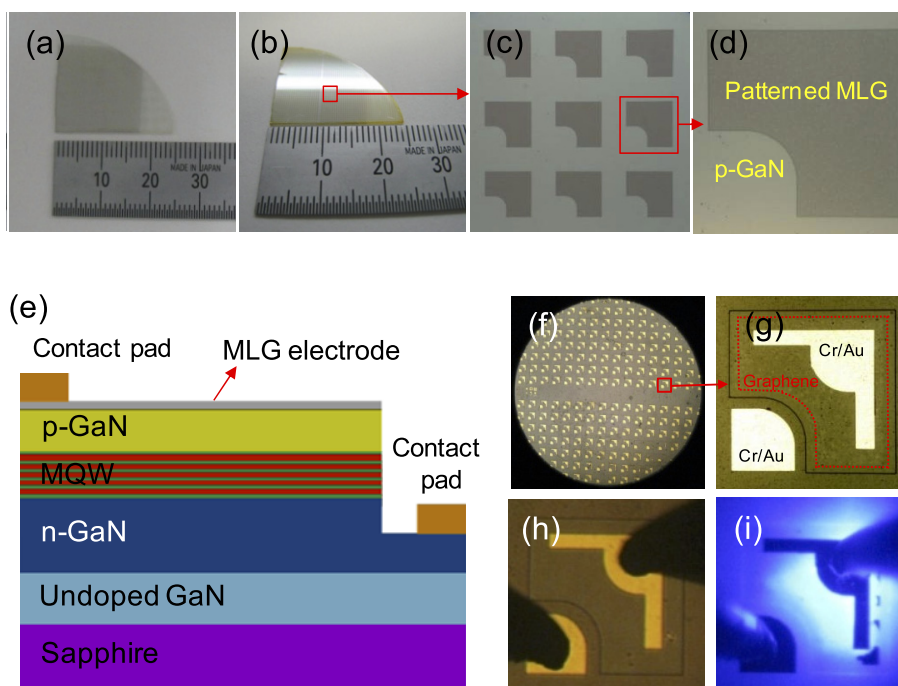 (a)
(b)
(c)
(d)
Patterned MLG
p-GaN
MADE IN JAPAN
10 20 30
MADE IN JAPAN
10 20 30
(e)
Contact pad
MLG electrode
p-GaN
MQW
Contact
pad
n-GaN
Undoped GaN
Sapphire
(f)
(g)
Cr/Au
Graphene
Cr/Au
(h)
(i)